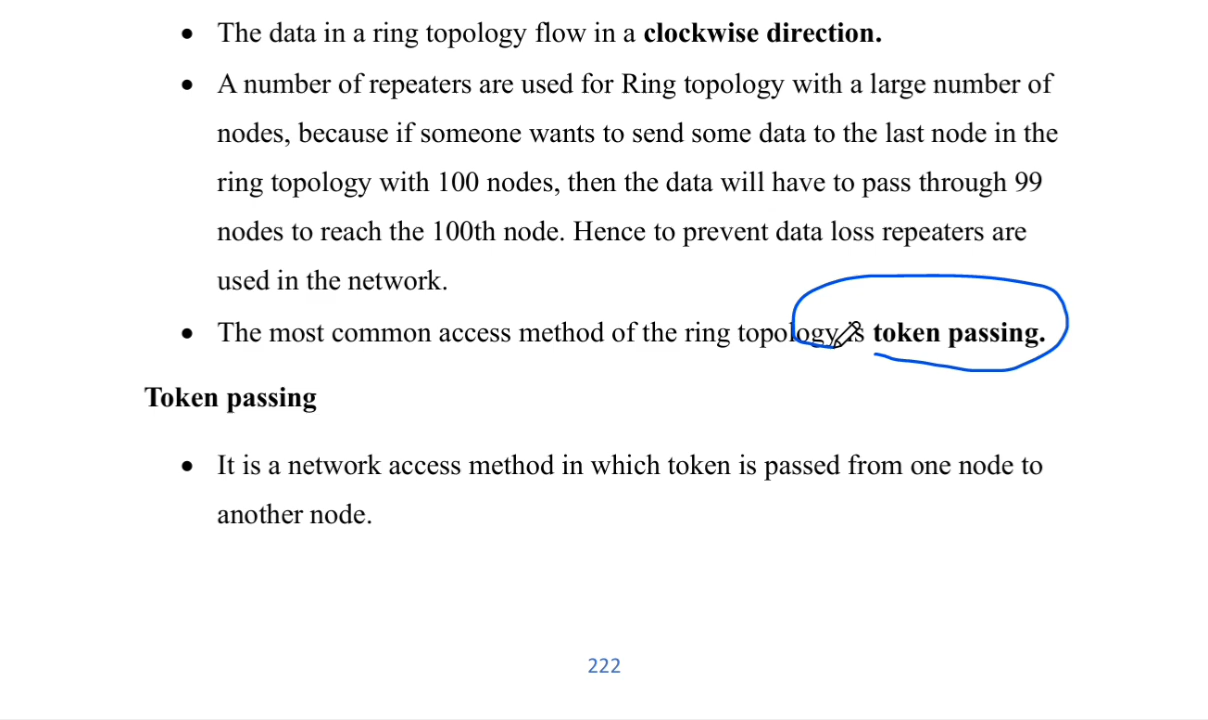 • The data in a ring topology flow in a clockwise direction.
• A number of repeaters are used for Ring topology with a large number of
nodes, because if someone wants to send some data to the last node in the
ring topology with 100 nodes, then the data will have to pass through 99
nodes to reach the 100th node. Hence to prevent data loss repeaters are
used in the network.
• The most common access method of the ring topology is token passing.
Token passing
• It is a network access method in which token is passed from one node to
another node.
222